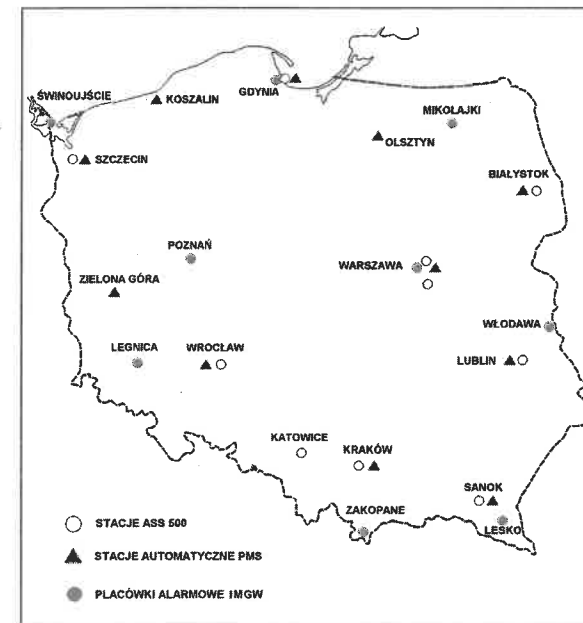 ŚWINOUJŚCIE
KOSZALIN
GDYNIA
MIKOŁAJKI
OLSZTYN
SZCZECIN
BIAŁYSTOK
POZNAŃ
WARSZAWA
ZIELONA GÓRA
WŁODAWA
LEGNICA
WROCŁAW
LUBLIN
KATOWICE
KRAKÓW
SANOK
ZAKOPANE
LESKO
STACJE ASS 500
STACJE AUTOMATYCZNE PMS
PLACÓWKI ALARMOWE IMGW